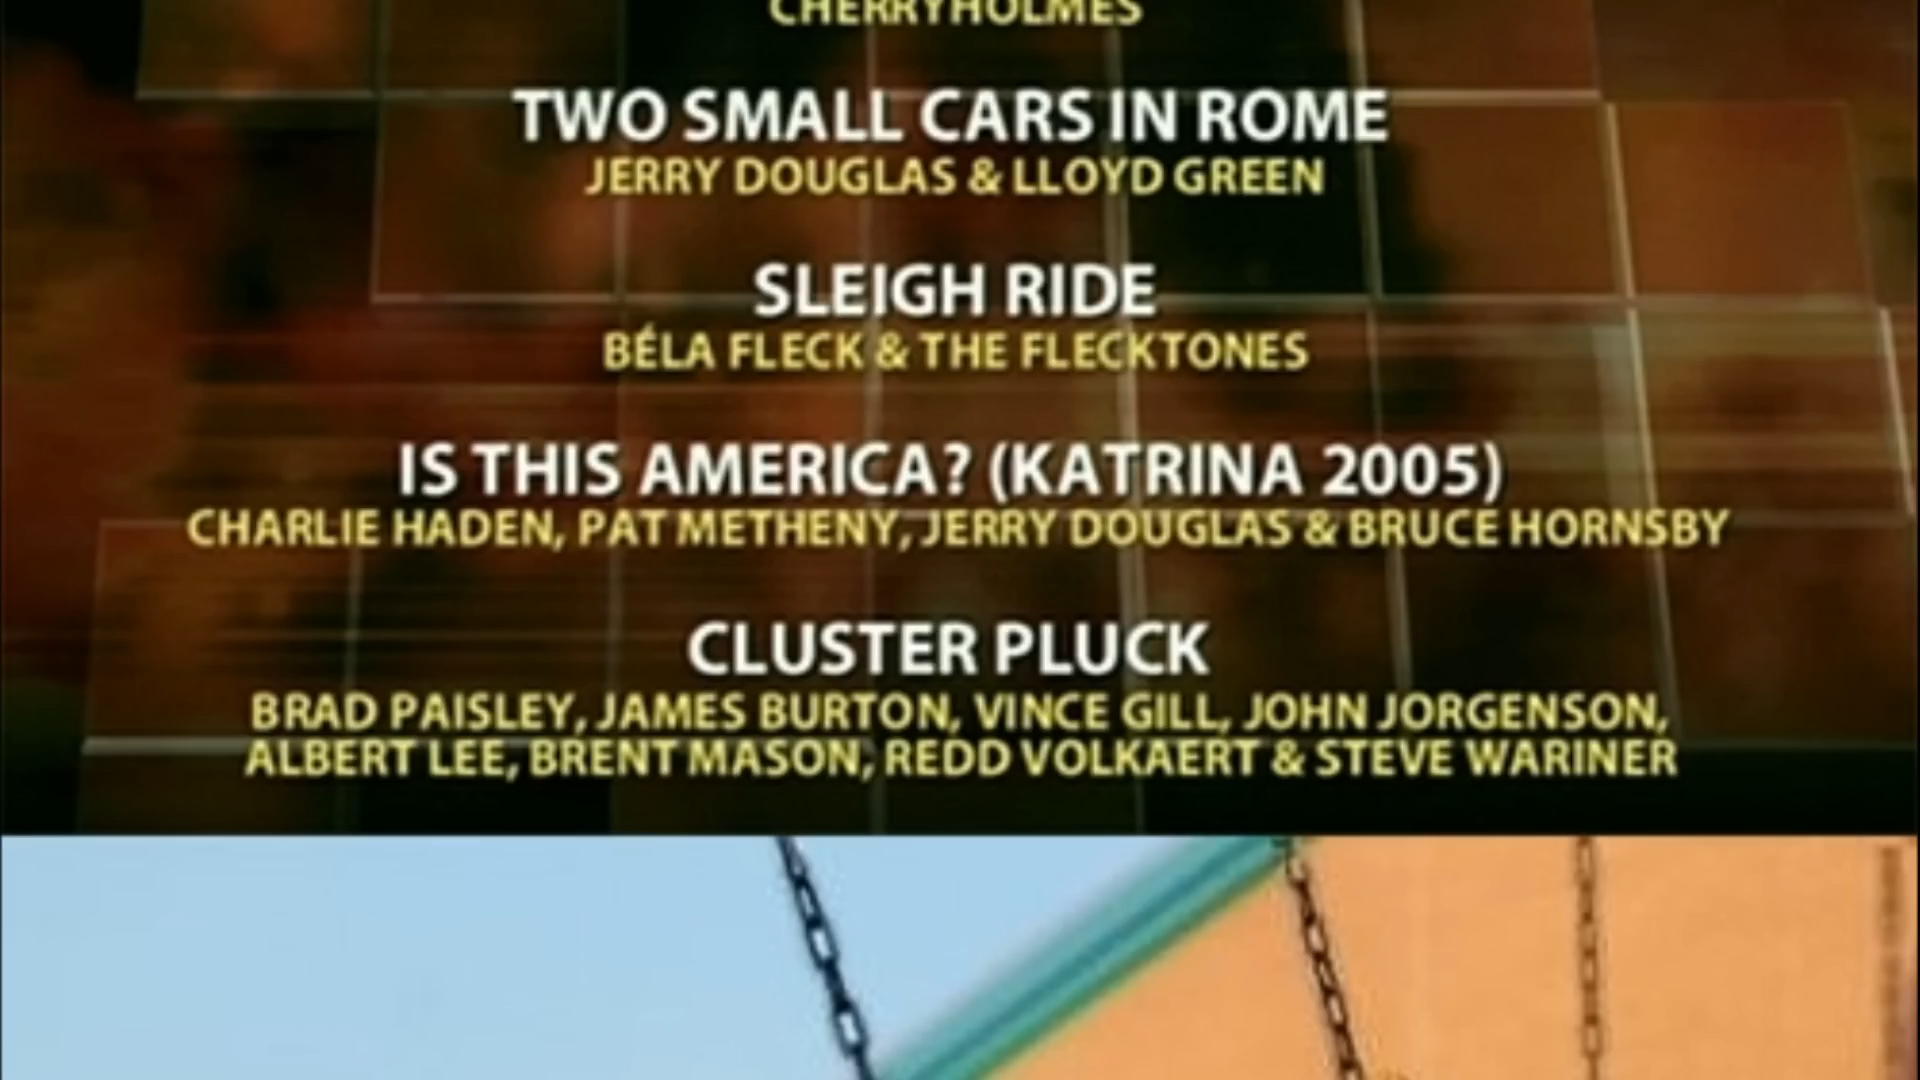 CHERRYHOLMES
TWO SMALL CARS IN ROME
JERRY DOUGLAS & LLOYD GREEN
SLEIGH RIDE
BÉLA FLECK & THE FLECKTONES
IS THIS AMERICA? (KATRINA 2005)
CHARLIE HADEN, PAT METHENY, JERRY DOUGLAS & BRUCE HORNSBY
CLUSTER PLUCK
BRAD PAISLEY, JAMES BURTON, VINCE GILL, JOHN JORGENSON,
ALBERT LEE, BRENT MASON, REDD VOLKAERT & STEVE WARINER